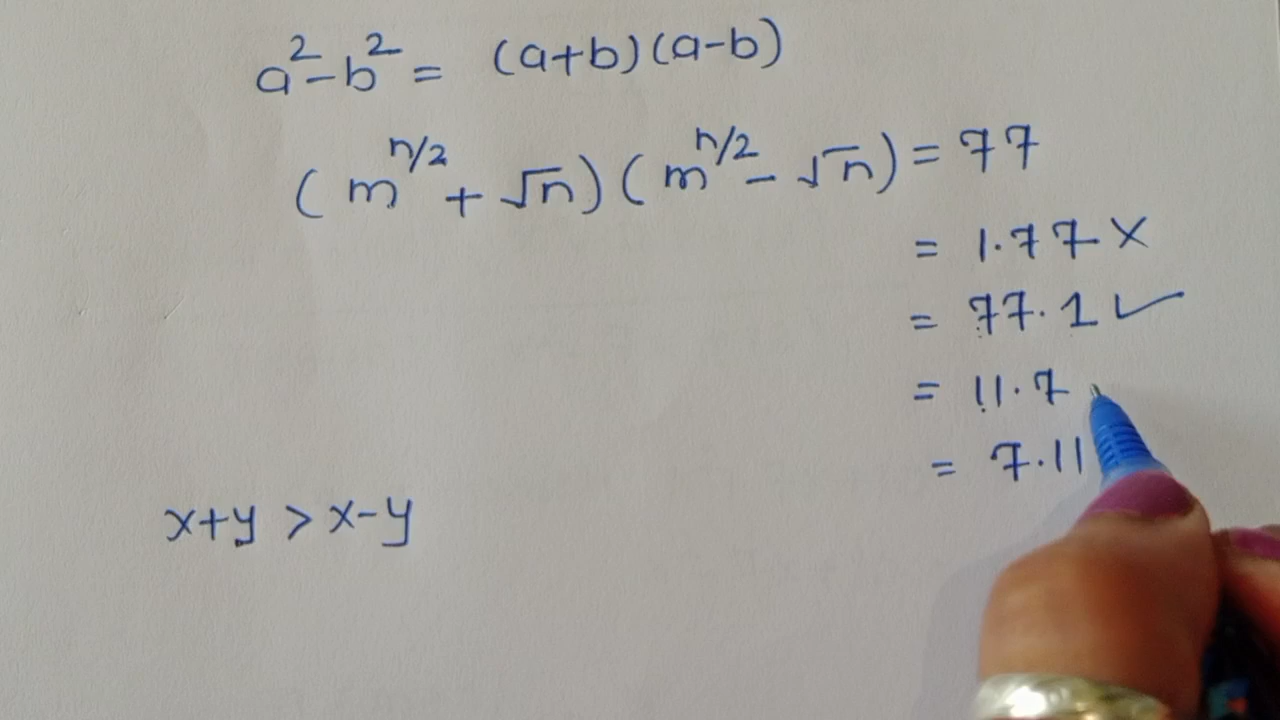 a²-b² = (a+b)(a-b)
(m^(n/2) + √n)(m^(n/2) - √n) = 77
= 1.77 ×
= 77.1 ✓
= 11.7
= 7.11
x+y > x-y